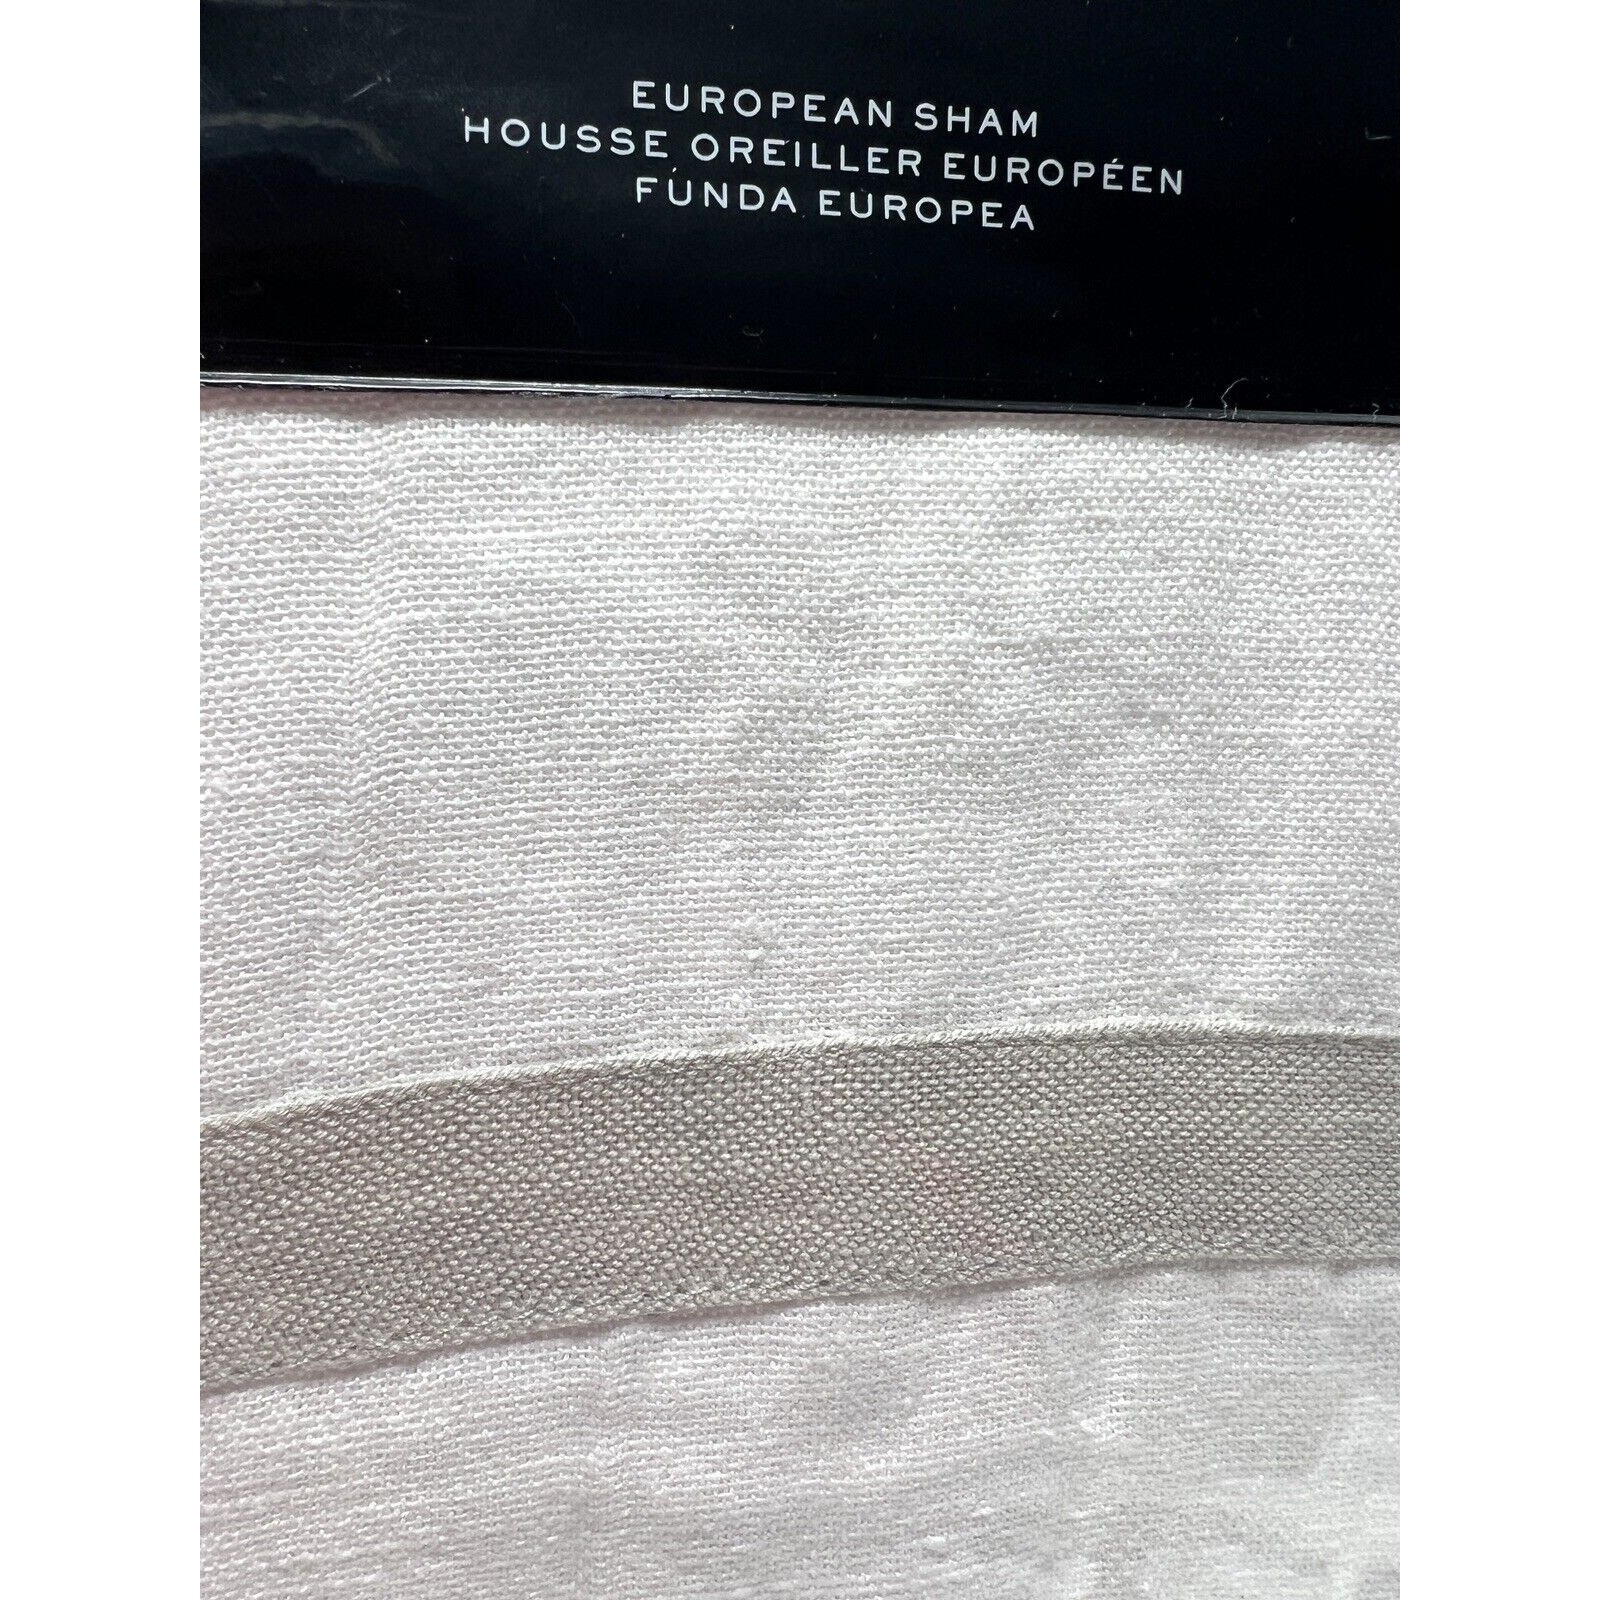 EUROPEAN SHAM
HOUSSE OREILLER EUROPÉEN
FUNDA EUROPEA